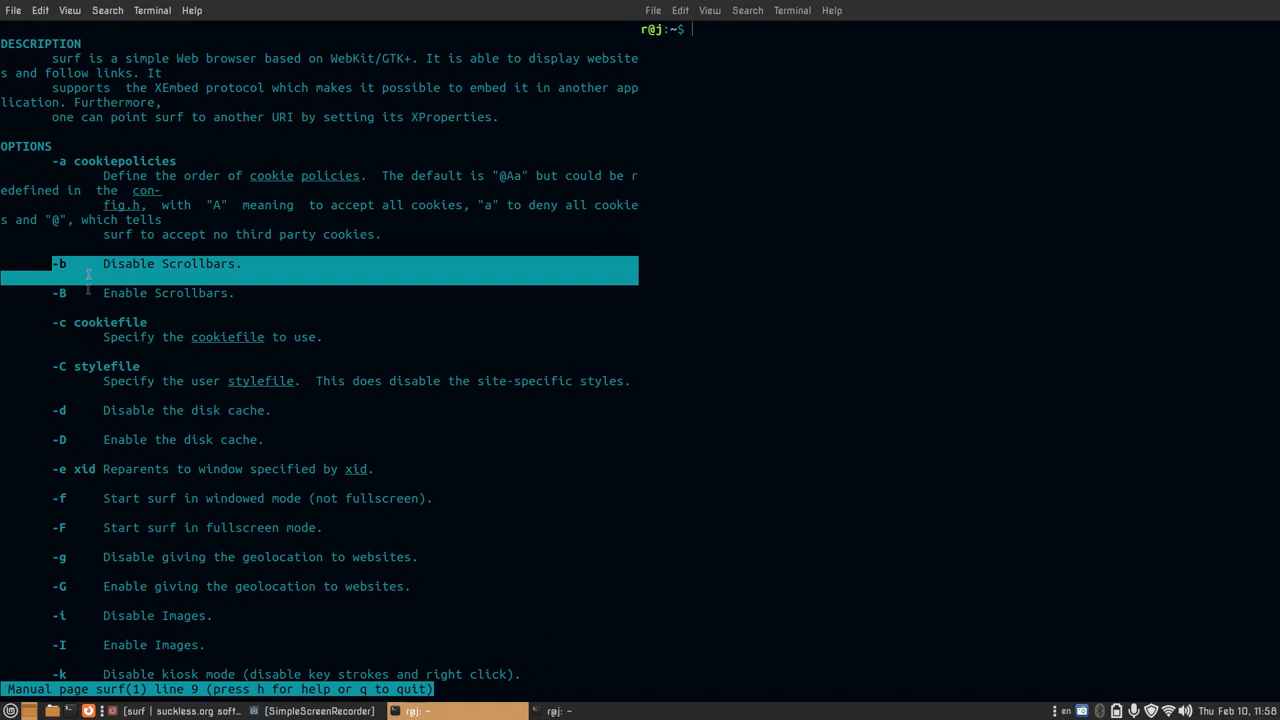 File Edit View Search Terminal Help
File Edit View Search Terminal Help
r@j:~$
DESCRIPTION
surf is a simple Web browser based on WebKit/GTK+. It is able to display website
s and follow links. It
supports  the XEmbed protocol which makes it possible to embed it in another app
lication. Furthermore,
one can point surf to another URI by setting its XProperties.
OPTIONS
-a cookiepolicies
Define the order of cookie policies.  The default is "@Aa" but could be r
edefined in  the  con-
fig.h,  with  "A"  meaning  to accept all cookies, "a" to deny all cookie
s and "@", which tells
surf to accept no third party cookies.
-b     Disable Scrollbars.
-B     Enable Scrollbars.
-c cookiefile
Specify the cookiefile to use.
-C stylefile
Specify the user stylefile.  This does disable the site-specific styles.
-d     Disable the disk cache.
-D     Enable the disk cache.
-e xid Reparents to window specified by xid.
-f     Start surf in windowed mode (not fullscreen).
-F     Start surf in fullscreen mode.
-g     Disable giving the geolocation to websites.
-G     Enable giving the geolocation to websites.
-i     Disable Images.
-I     Enable Images.
-k     Disable kiosk mode (disable key strokes and right click).
Manual page surf(1) line 9 (press h for help or q to quit)
[surf | suckless.org soft... [SimpleScreenRecorder] r@j: ~ r@j: ~ en Thu Feb 10, 11:58